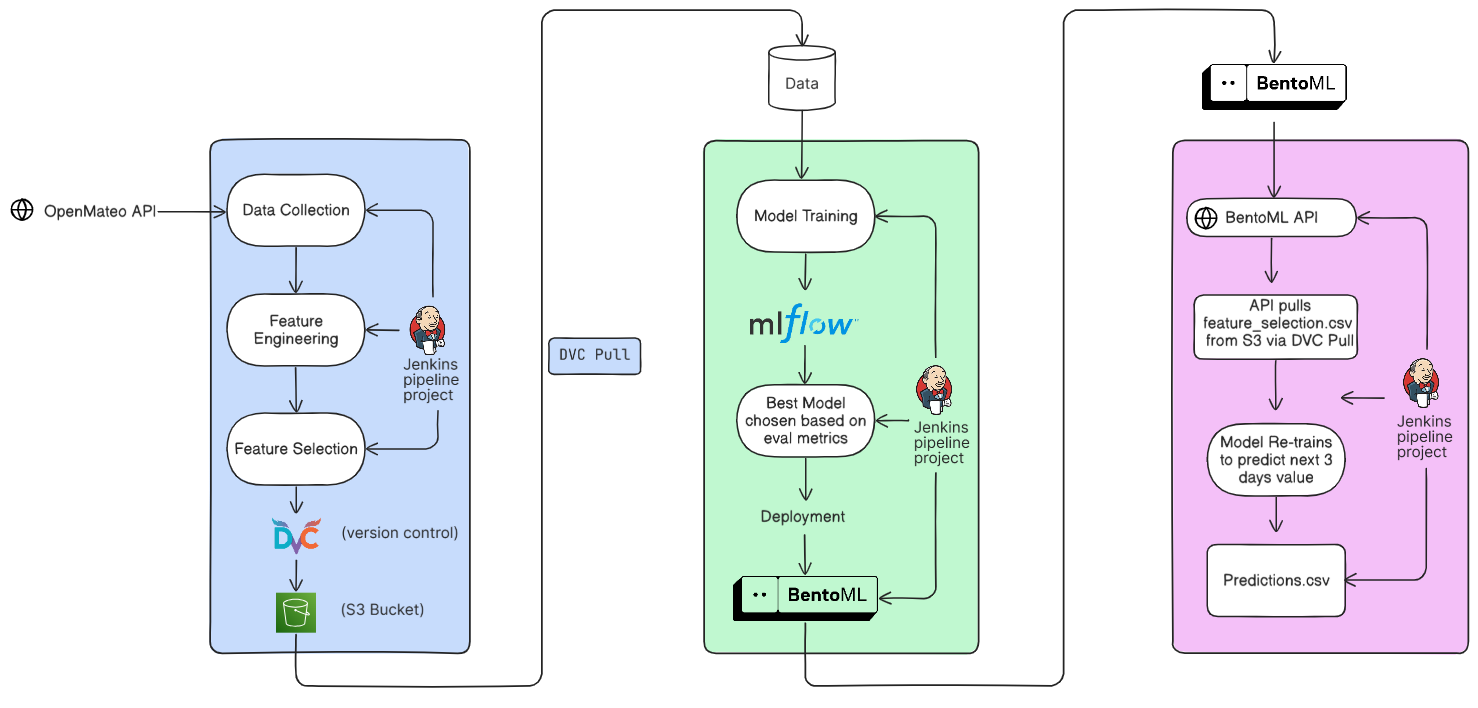 OpenMateo API
Data Collection
Feature
Engineering
Jenkins
pipeline
project
Feature Selection
DVC
(version control)
(S3 Bucket)
DVC Pull
Data
Model Training
mlflow
Best Model
chosen based on
eval metrics
Jenkins
pipeline
project
Deployment
BentoML
BentoML
BentoML API
API pulls
feature_selection.csv
from S3 via DVC Pull
Model Re-trains
to predict next 3
days value
Jenkins
pipeline
project
Predictions.csv